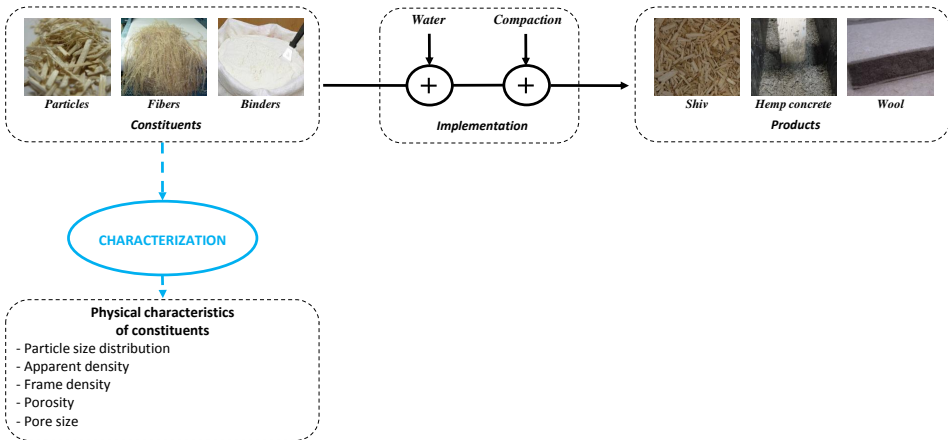 Water
Compaction
+
+
Particles
Fibers
Binders
Constituents
Implementation
Shiv
Hemp concrete
Wool
Products
CHARACTERIZATION
Physical characteristics
of constituents
- Particle size distribution
- Apparent density
- Frame density
- Porosity
- Pore size